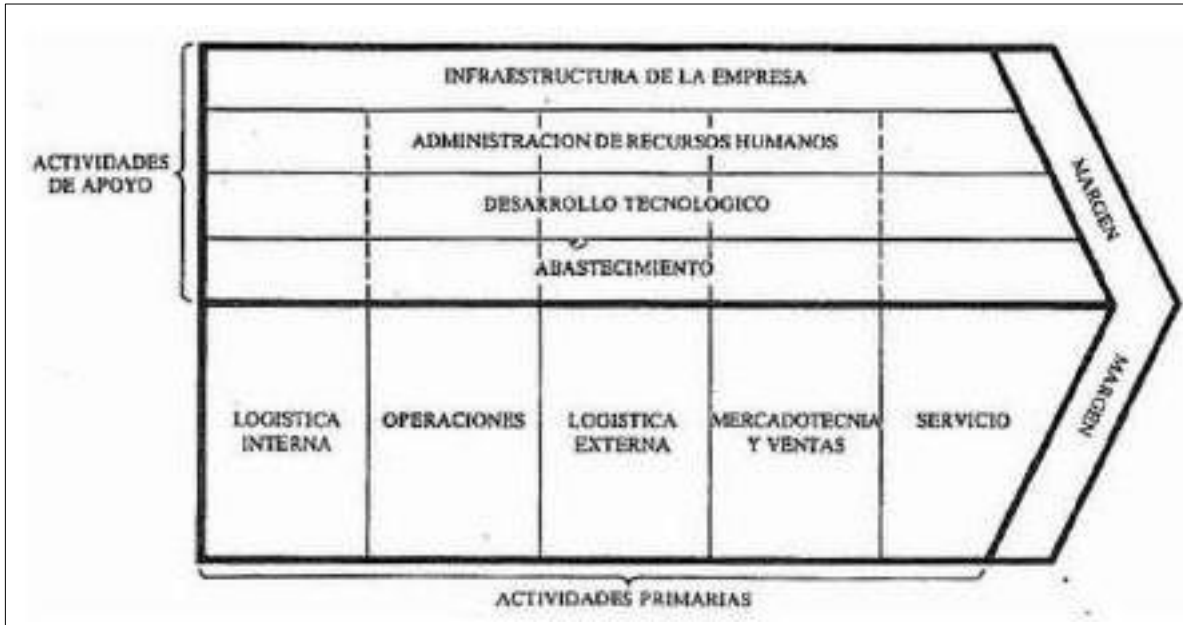 INFRAESTRUCTURA DE LA EMPRESA
ADMINISTRACION DE RECURSOS HUMANOS
ACTIVIDADES
DE APOYO
DESARROLLO TECNOLOGICO
ABASTECIMIENTO
MARGEN
MARGEN
LOGISTICA
INTERNA
OPERACIONES
LOGISTICA
EXTERNA
MERCADOTECNIA
Y VENTAS
SERVICIO
ACTIVIDADES PRIMARIAS